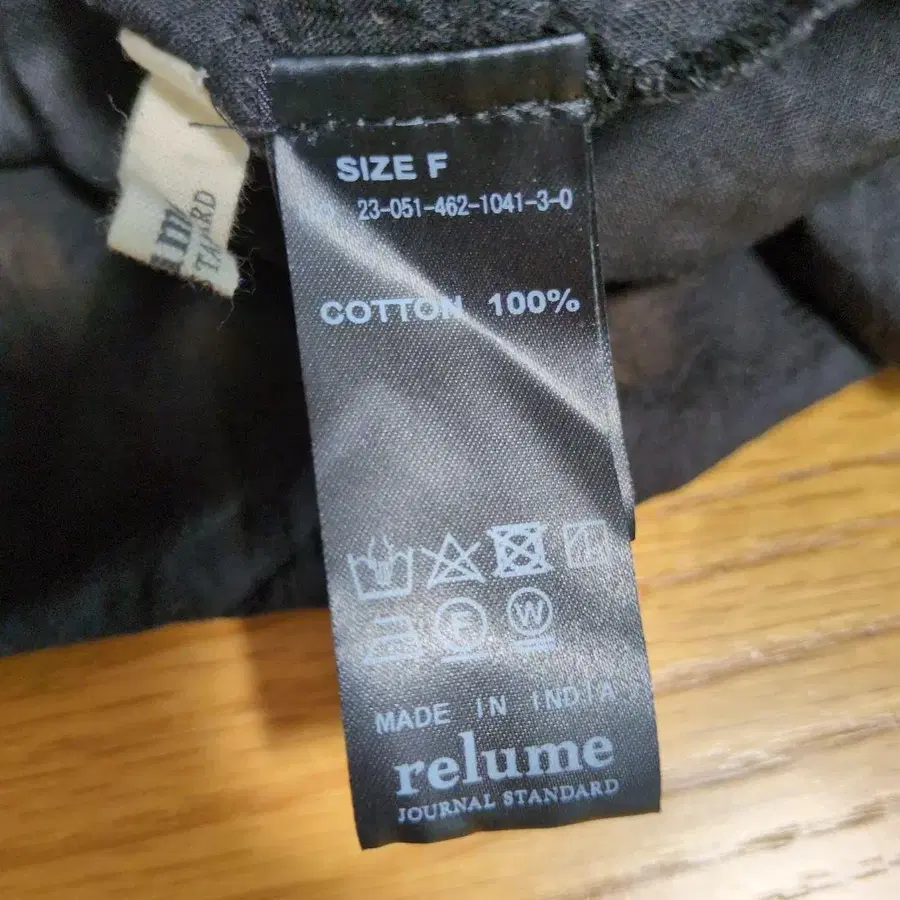 SIZE F
23-051-462-1041-3-0
COTTON 100%
W
MADE IN INDIA
relume
JOURNAL STANDARD